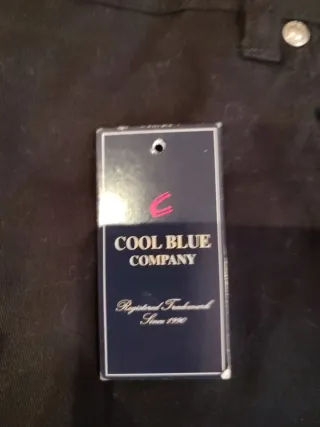 C
COOL BLUE
COMPANY
Registered Trademark
Since 1990